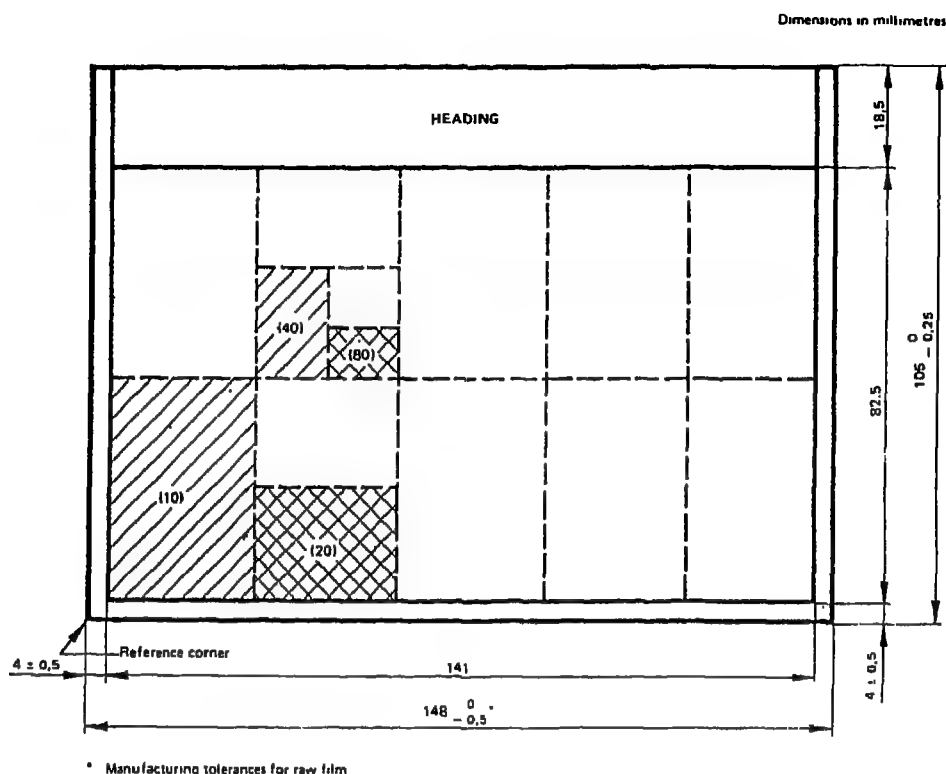 Dimensions in millimetres
HEADING
18,5
(40)
(80)
82,5
105 0 − 0,25
(10)
(20)
Reference corner
4 ± 0,5
141
4 ± 0,5
148 0 − 0,5 *
* Manufacturing tolerances for raw film